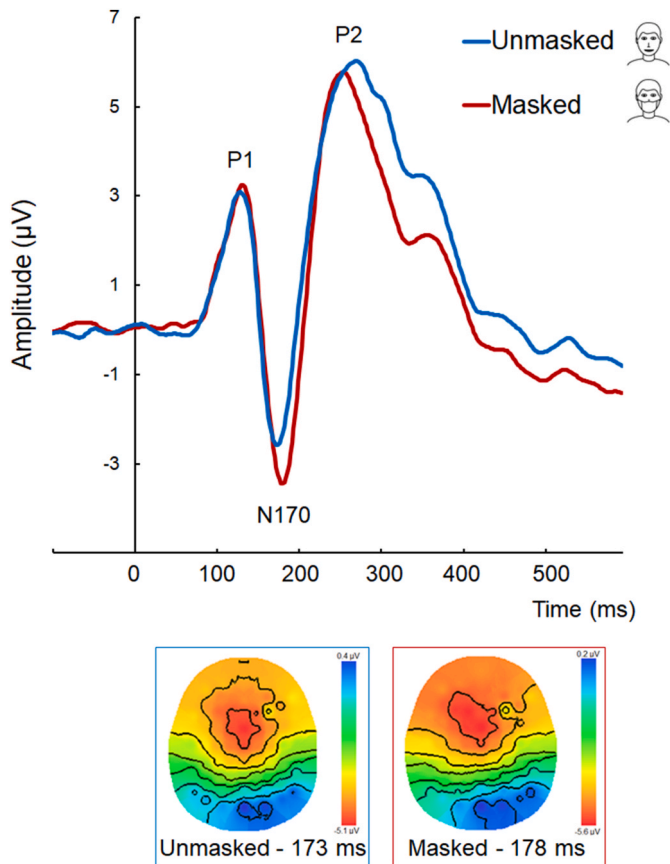 7
P2
Unmasked
Masked
5
P1
3
Amplitude (µV)
1
-1
-3
N170
0 100 200 300 400 500
Time (ms)
0.4 µV
0.2 µV
-5.1 µV
-5.6 µV
Unmasked - 173 ms
Masked - 178 ms